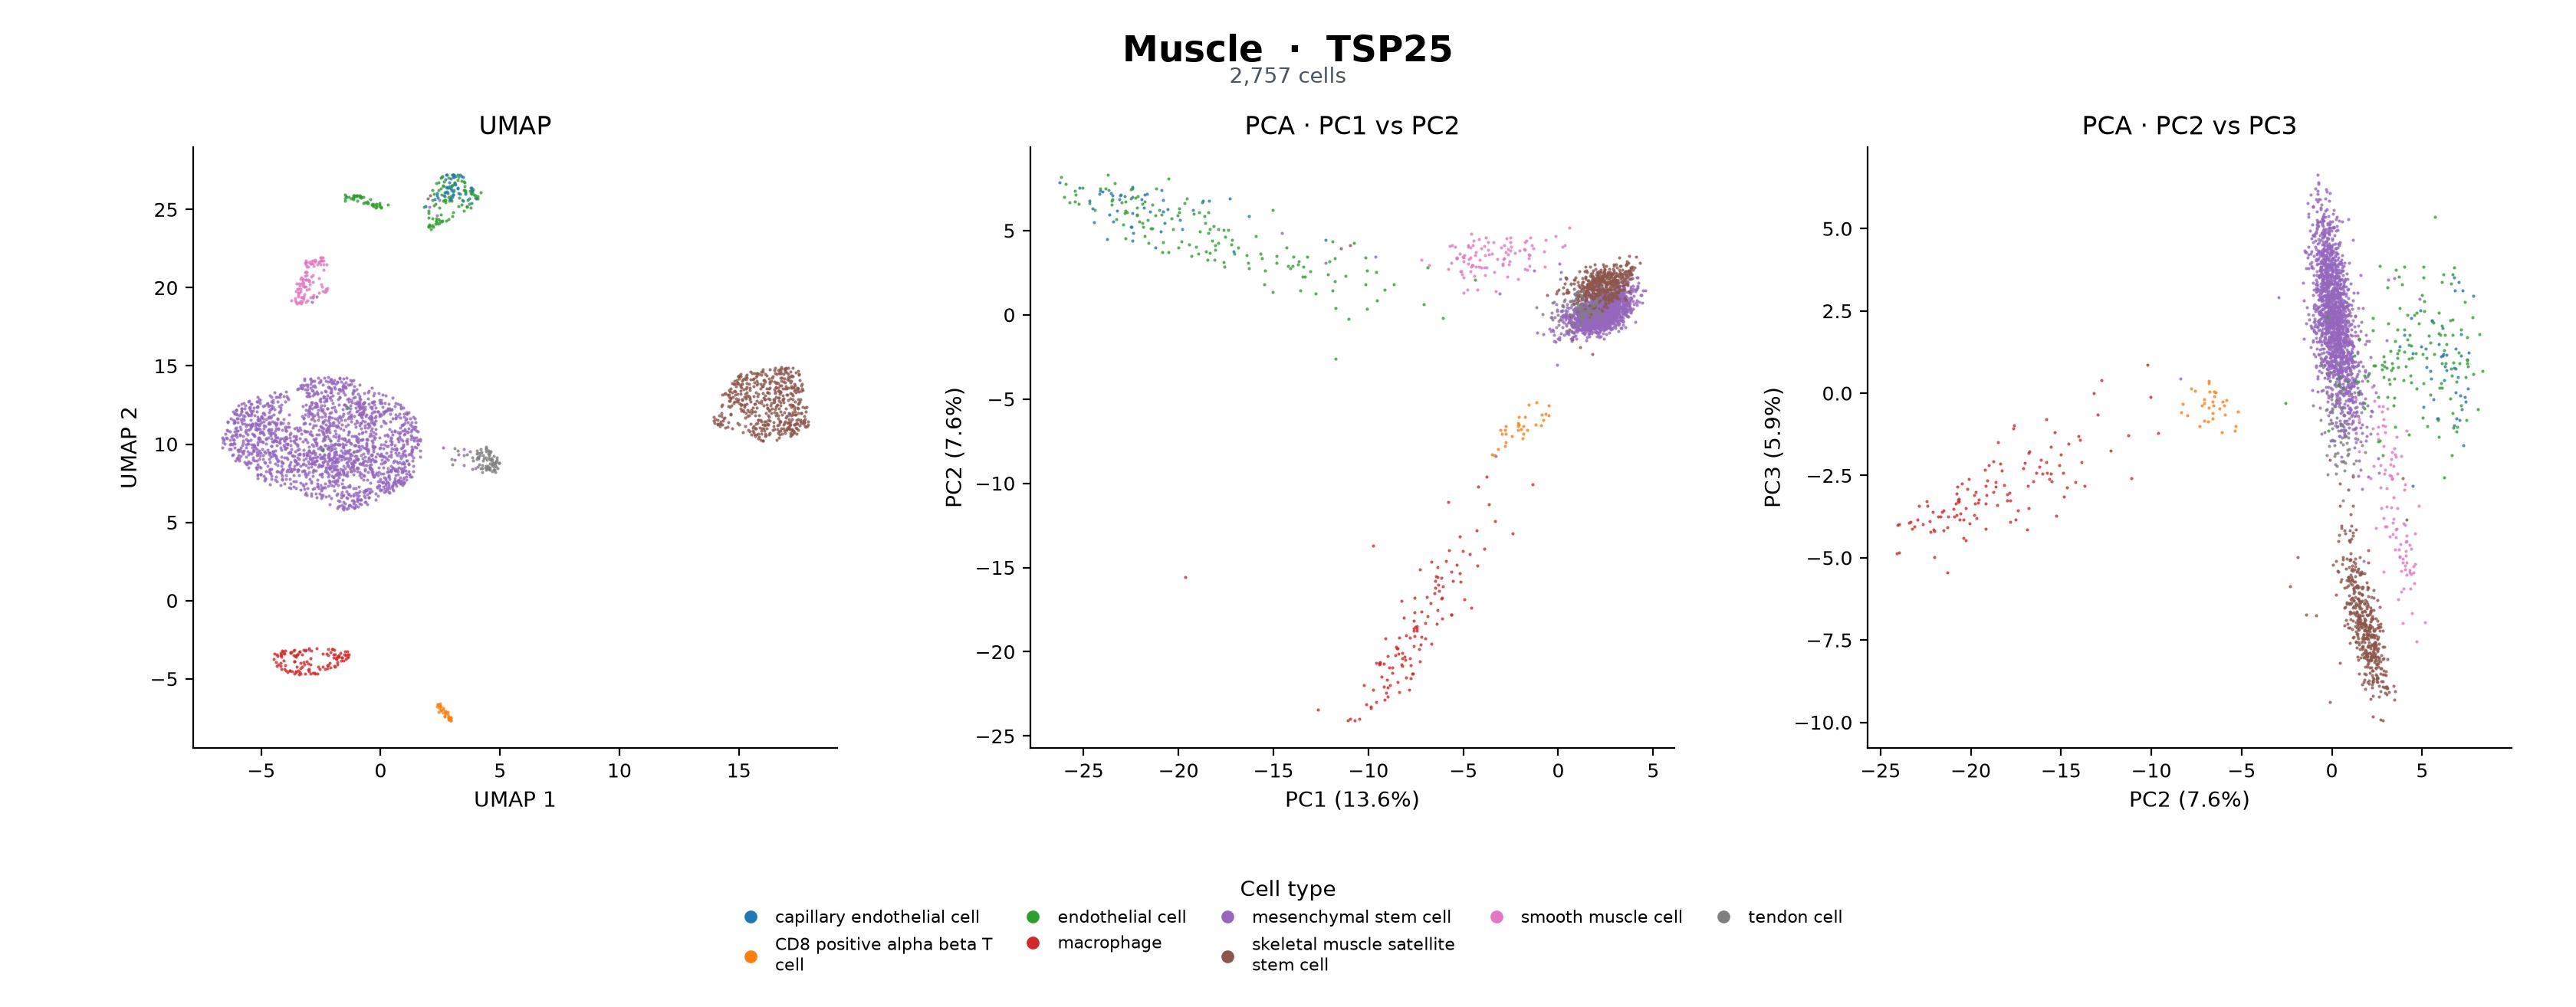 Muscle · TSP25
2,757 cells
UMAP
25
20
15
10
5
0
−5
−5
0
5
10
15
UMAP 2
UMAP 1
PCA · PC1 vs PC2
5
0
−5
−10
−15
−20
−25
−25
−20
−15
−10
−5
0
5
PC2 (7.6%)
PC1 (13.6%)
PCA · PC2 vs PC3
5.0
2.5
0.0
−2.5
−5.0
−7.5
−10.0
−25
−20
−15
−10
−5
0
5
PC3 (5.9%)
PC2 (7.6%)
Cell type
capillary endothelial cell
CD8 positive alpha beta T
cell
endothelial cell
macrophage
mesenchymal stem cell
skeletal muscle satellite
stem cell
smooth muscle cell
tendon cell